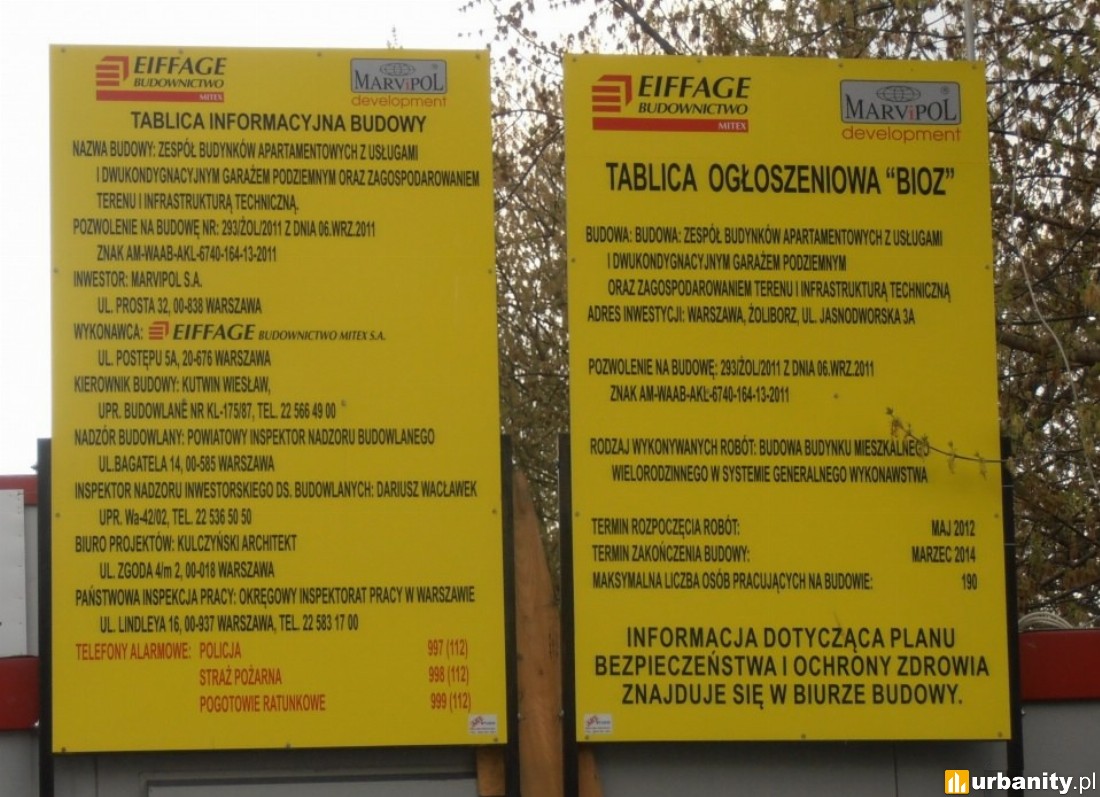 EIFFAGE
BUDOWNICTWO
MITEX
MARVIPOL
development
TABLICA INFORMACYJNA BUDOWY
NAZWA BUDOWY: ZESPÓŁ BUDYNKÓW APARTAMENTOWYCH Z USŁUGAMI
I DWUKONDYGNACYJNYM GARAŻEM PODZIEMNYM ORAZ ZAGOSPODAROWANIEM
TERENU I INFRASTRUKTURĄ TECHNICZNĄ.
POZWOLENIE NA BUDOWĘ NR: 293/ŻOL/2011 Z DNIA 06.WRZ.2011
ZNAK AM-WAAB-AKL-6740-164-13-2011
INWESTOR: MARVIPOL S.A.
UL. PROSTA 32, 00-838 WARSZAWA
WYKONAWCA: EIFFAGE BUDOWNICTWO MITEX S.A.
UL. POSTĘPU 5A, 20-676 WARSZAWA
KIEROWNIK BUDOWY: KUTWIN WIESŁAW,
UPR. BUDOWLANE NR KL-175/87, TEL. 22 566 49 00
NADZÓR BUDOWLANY: POWIATOWY INSPEKTOR NADZORU BUDOWLANEGO
UL.BAGATELA 14, 00-585 WARSZAWA
INSPEKTOR NADZORU INWESTORSKIEGO DS. BUDOWLANYCH: DARIUSZ WACŁAWEK
UPR. Wa-42/02, TEL. 22 536 50 50
BIURO PROJEKTÓW: KULCZYŃSKI ARCHITEKT
UL. ZGODA 4/m 2, 00-018 WARSZAWA
PAŃSTWOWA INSPEKCJA PRACY: OKRĘGOWY INSPEKTORAT PRACY W WARSZAWIE
UL. LINDLEYA 16, 00-937 WARSZAWA, TEL. 22 583 17 00
TELEFONY ALARMOWE: POLICJA 997 (112)
STRAŻ POŻARNA 998 (112)
POGOTOWIE RATUNKOWE 999 (112)
EIFFAGE
BUDOWNICTWO
MITEX
MARVIPOL
development
TABLICA OGŁOSZENIOWA "BIOZ"
BUDOWA: BUDOWA: ZESPÓŁ BUDYNKÓW APARTAMENTOWYCH Z USŁUGAMI
I DWUKONDYGNACYJNYM GARAŻEM PODZIEMNYM
ORAZ ZAGOSPODAROWANIEM TERENU I INFRASTRUKTURĄ TECHNICZNĄ
ADRES INWESTYCJI: WARSZAWA, ŻOLIBORZ, UL. JASNODWORSKA 3A
POZWOLENIE NA BUDOWĘ: 293/ŻOL/2011 Z DNIA 06.WRZ.2011
ZNAK AM-WAAB-AKL-6740-164-13-2011
RODZAJ WYKONYWANYCH ROBÓT: BUDOWA BUDYNKU MIESZKALNEGO
WIELORODZINNEGO W SYSTEMIE GENERALNEGO WYKONAWSTWA
TERMIN ROZPOCZĘCIA ROBÓT: MAJ 2012
TERMIN ZAKOŃCZENIA BUDOWY: MARZEC 2014
MAKSYMALNA LICZBA OSÓB PRACUJĄCYCH NA BUDOWIE: 190
INFORMACJA DOTYCZĄCA PLANU
BEZPIECZEŃSTWA I OCHRONY ZDROWIA
ZNAJDUJE SIĘ W BIURZE BUDOWY.
urbanity.pl